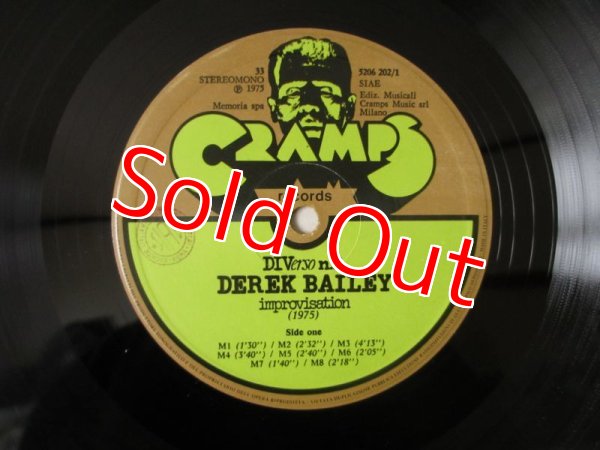 33
STEREOMONO
℗ 1975
Memoria spa
5206 202/1
SIAE
Ediz. Musicali
Cramps Music arl
Milano
CRAMPS
records
Sold Out
DIVerso n.
DEREK BAILEY
improvisation
(1975)
Side one
M1 (1'30'') / M2 (2'32'') / M3 (4'13'')
M4 (3'40'') / M5 (2'40'') / M6 (2'05'')
M7 (1'40'') / M8 (2'18'')